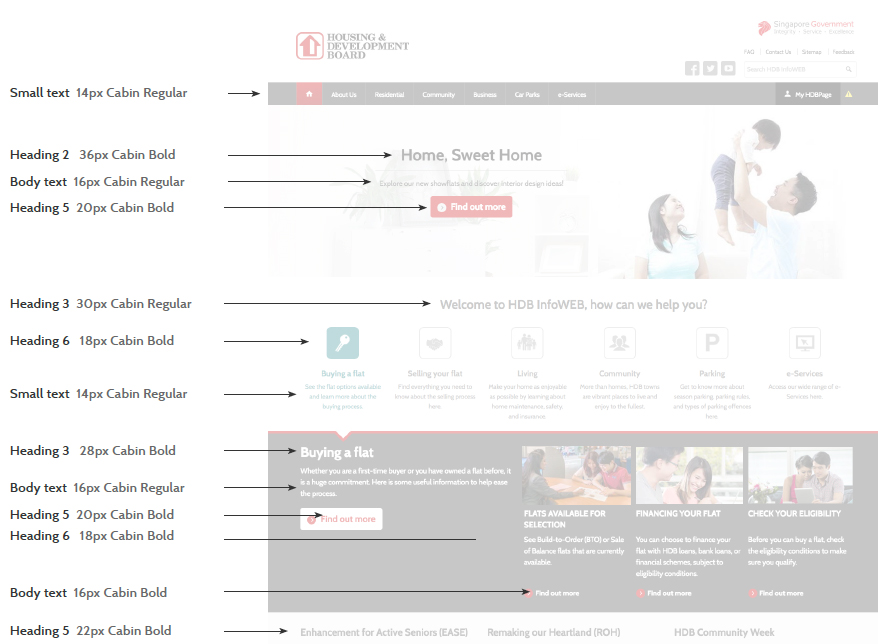 Singapore Government
Integrity · Service · Excellence
HOUSING &
DEVELOPMENT
BOARD
FAQ Contact Us Sitemap Feedback
Search HDB InfoWEB
Small text 14px Cabin Regular
About Us Residential Community Business Car Parks e-Services My HDBPage
Heading 2 36px Cabin Bold
Home, Sweet Home
Body text 16px Cabin Regular
Explore our new showflats and discover interior design ideas!
Heading 5 20px Cabin Bold
Find out more
Heading 3 30px Cabin Regular
Welcome to HDB InfoWEB, how can we help you?
Heading 6 18px Cabin Bold
P
Buying a flat Selling your flat Living Community Parking e-Services
Small text 14px Cabin Regular
See the flat options available
and learn more about the
buying process.
Find everything you need to
know about the selling process
here.
Make your home as enjoyable
as possible by learning about
home maintenance, safety
and insurance.
More than homes, HDB towns
are vibrant places to live and
enjoy to the fullest.
Get to know more about
season parking, parking rules,
and types of parking offences
here.
Access our wide range of e-
Services here.
Heading 3 28px Cabin Bold
Buying a flat
Body text 16px Cabin Regular
Whether you are a first-time buyer or you have owned a flat before, it
is a huge commitment. Here is some useful information to help ease
the process.
Heading 5 20px Cabin Bold
Find out more
Heading 6 18px Cabin Bold
FLATS AVAILABLE FOR
SELECTION
See Build-to-Order (BTO) or Sale
of Balance flats that are currently
available.
FINANCING YOUR FLAT
You can choose to finance your
flat with HDB loans, bank loans, or
financial schemes, subject to
eligibility conditions.
CHECK YOUR ELIGIBILITY
Before you can buy a flat, check
the eligibility conditions to make
sure you qualify.
Body text 16px Cabin Bold
Find out more Find out more Find out more
Heading 5 22px Cabin Bold
Enhancement for Active Seniors (EASE) Remaking our Heartland (ROH) HDB Community Week